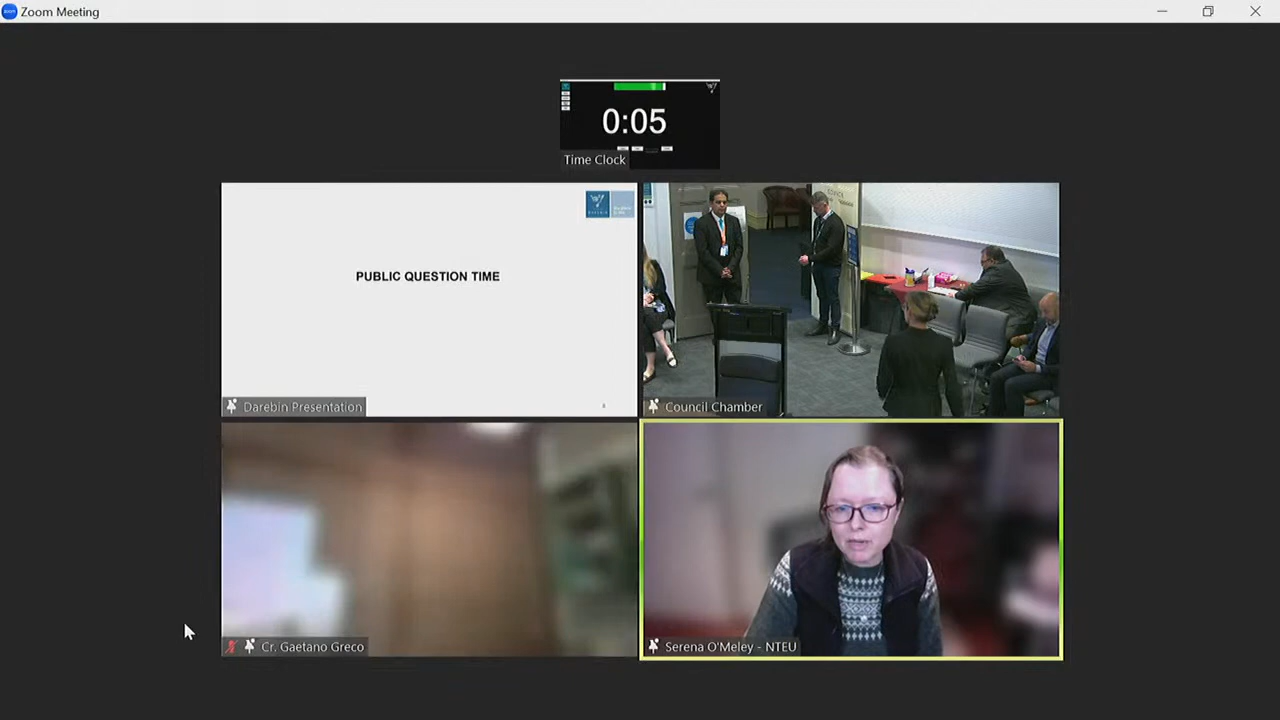 Zoom Meeting
0:05
Time Clock
PUBLIC QUESTION TIME
Darebin Presentation
Council Chamber
Cr. Gaetano Greco
Serena O'Meley - NTEU